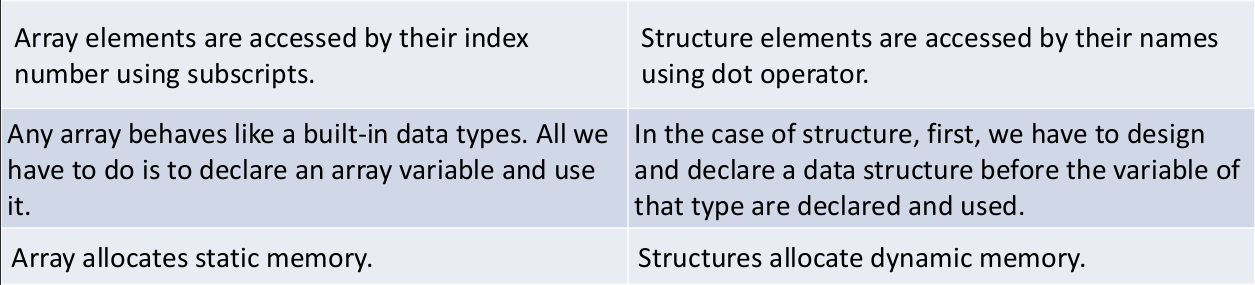 Array elements are accessed by their index
number using subscripts.
Structure elements are accessed by their names
using dot operator.
Any array behaves like a built-in data types. All we
have to do is to declare an array variable and use
it.
In the case of structure, first, we have to design
and declare a data structure before the variable of
that type are declared and used.
Array allocates static memory.
Structures allocate dynamic memory.